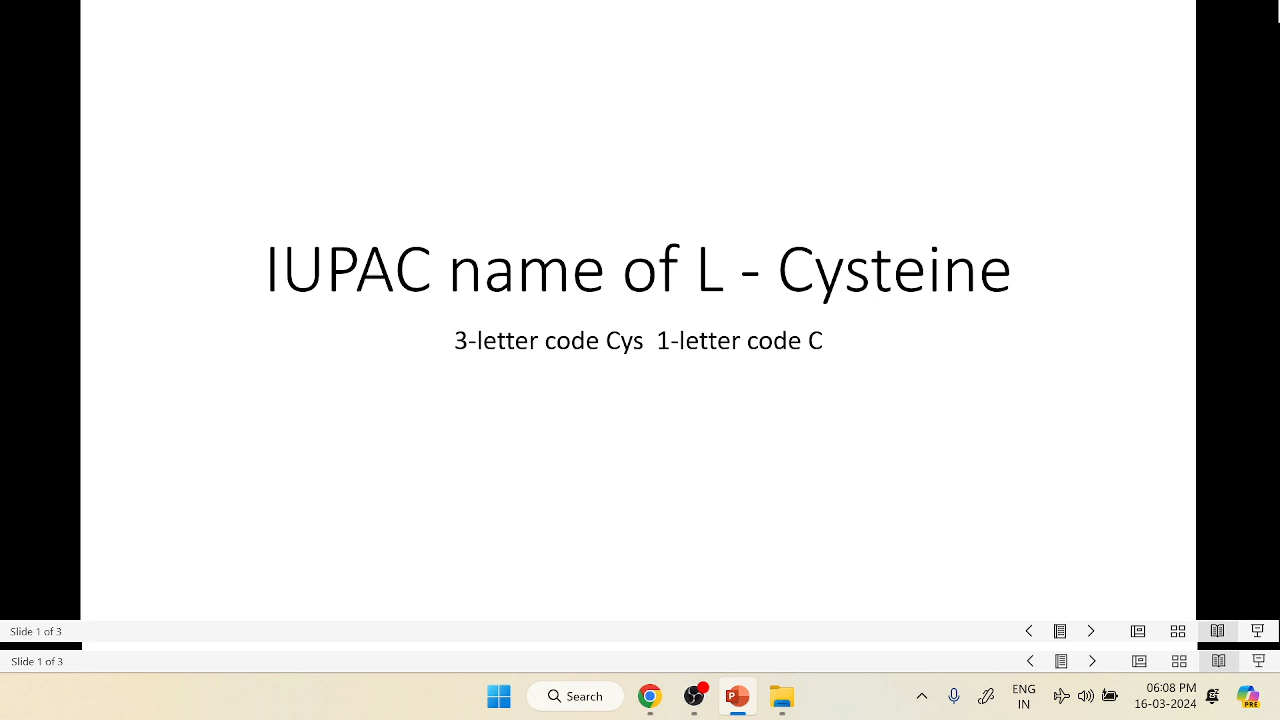 IUPAC name of L - Cysteine
3-letter code Cys 1-letter code C
Slide 1 of 3
Slide 1 of 3
Search
ENG
IN
06:08 PM
16-03-2024
PRE